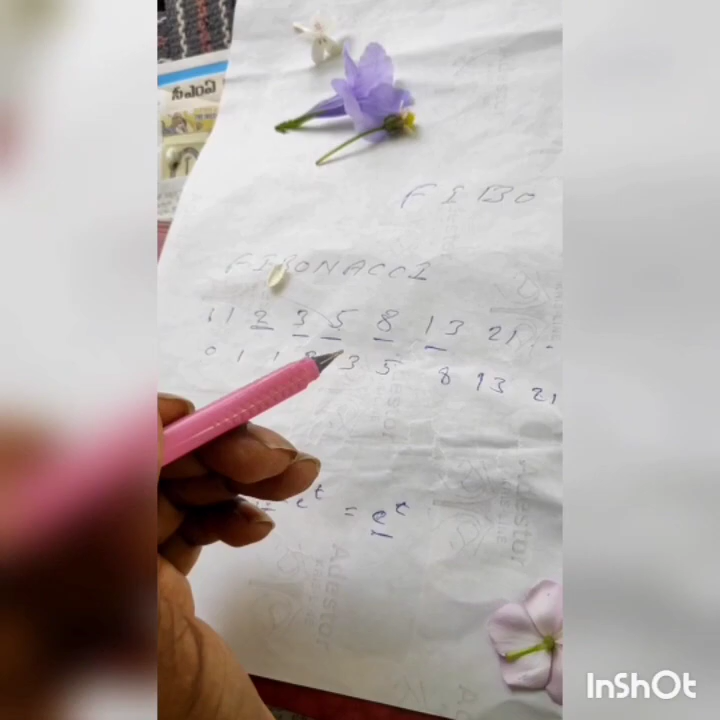 సీఎంఏ
FIBO
FIBONACCI
1 1 2 3 5 8 13 21 -
0 1 1 2 3 5 8 13 21
e^t = e^t
Adestor
Adestor
InShOt